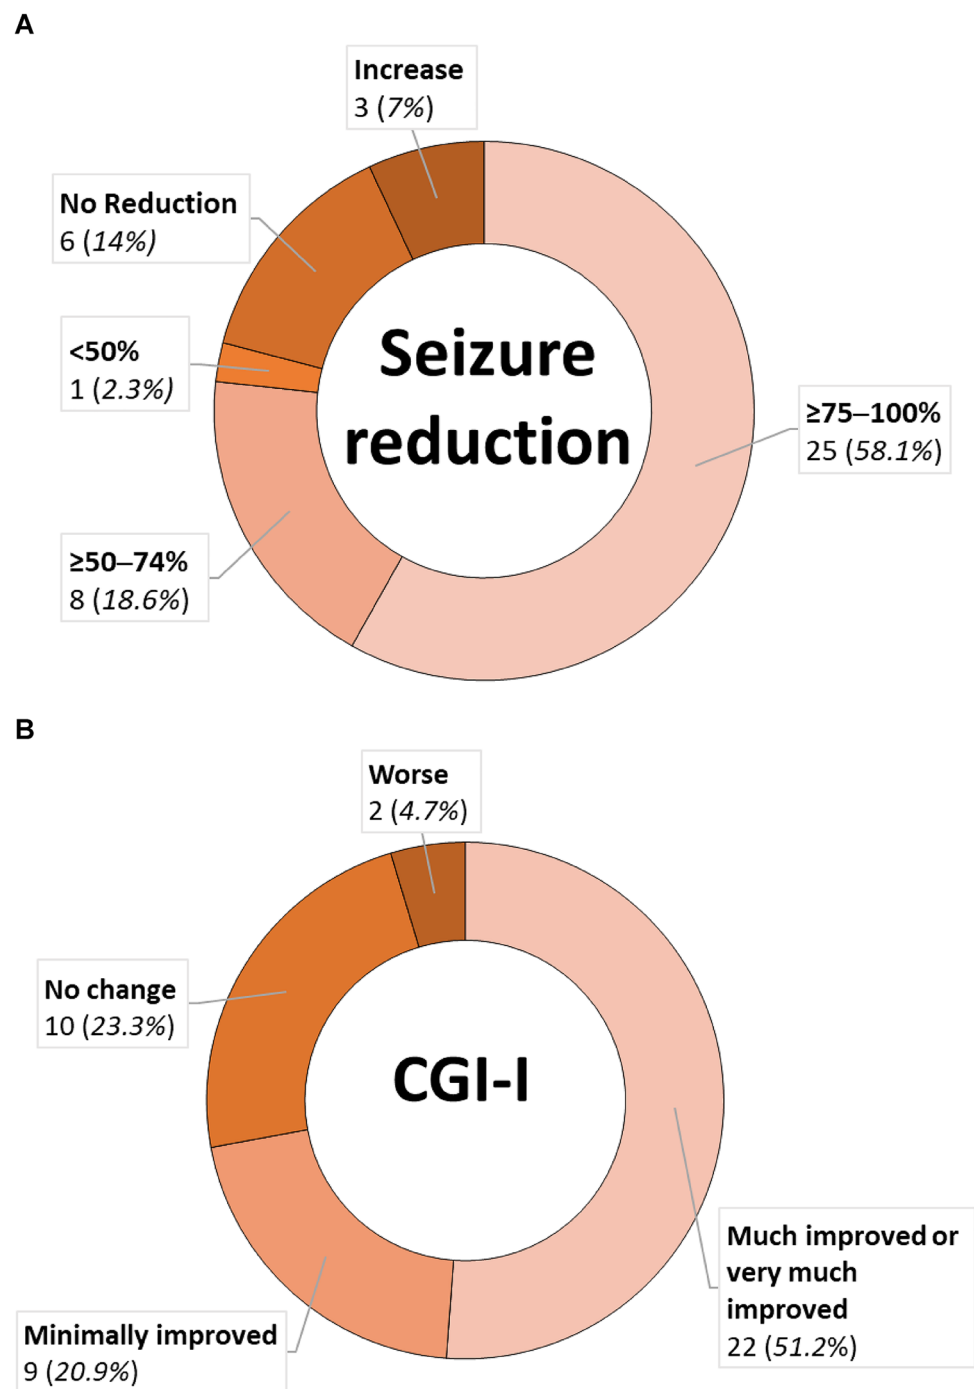 A
Increase
3 (7%)
No Reduction
6 (14%)
<50%
1 (2.3%)
Seizure
reduction
≥75–100%
25 (58.1%)
≥50–74%
8 (18.6%)
B
Worse
2 (4.7%)
No change
10 (23.3%)
CGI-I
Much improved or
very much
improved
22 (51.2%)
Minimally improved
9 (20.9%)